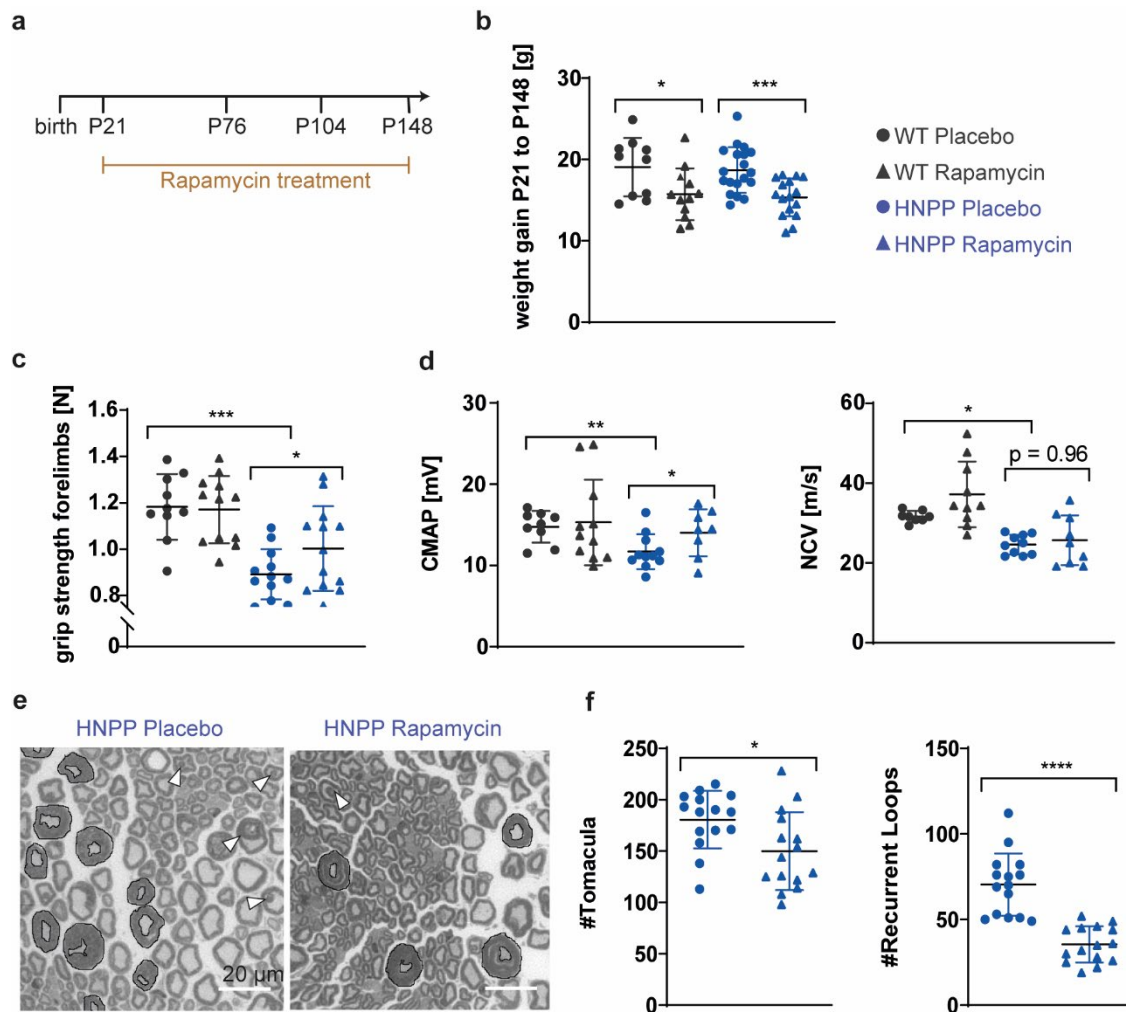 a
birth P21 P76 P104 P148
Rapamycin treatment
b
weight gain P21 to P148 [g]
30
20
10
0
*
***
WT Placebo
WT Rapamycin
HNPP Placebo
HNPP Rapamycin
c
grip strength forelimbs [N]
1.6
1.4
1.2
1.0
0.8
0
***
*
d
CMAP [mV]
30
20
10
0
**
*
NCV [m/s]
60
40
20
0
*
p = 0.96
e
HNPP Placebo
HNPP Rapamycin
20 µm
f
#Tomacula
250
200
150
100
50
0
*
#Recurrent Loops
150
100
50
0
****